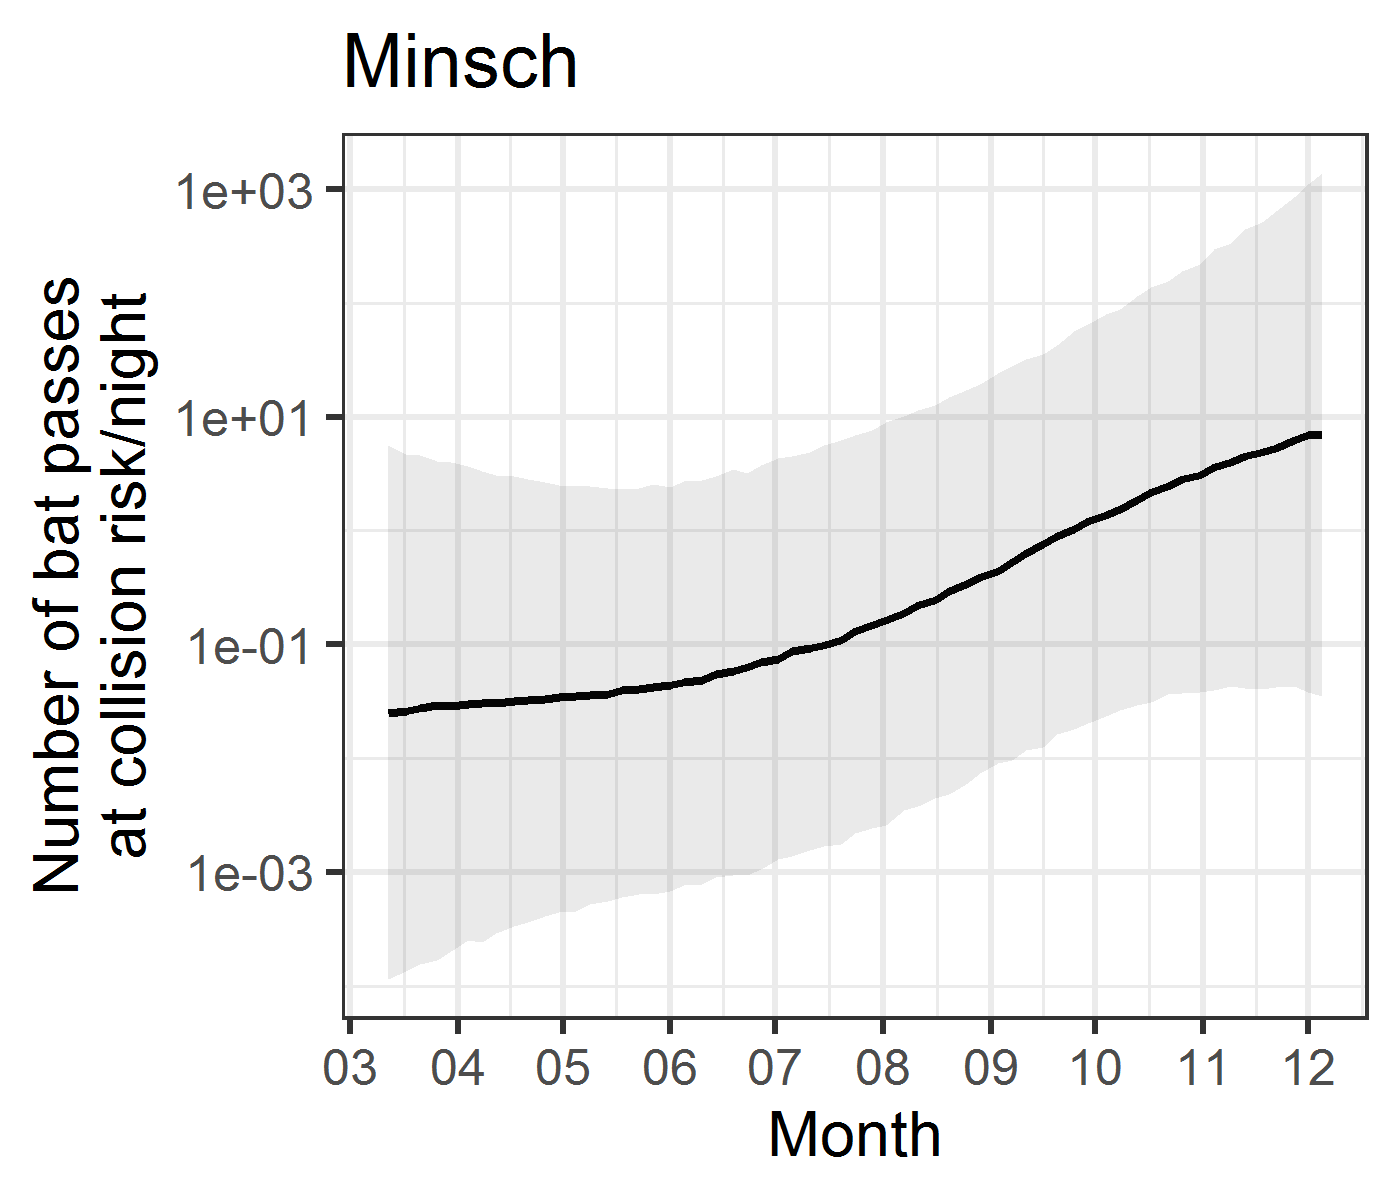 Minsch
1e+03
1e+01
1e-01
1e-03
Number of bat passes
at collision risk/night
03 04 05 06 07 08 09 10 11 12
Month